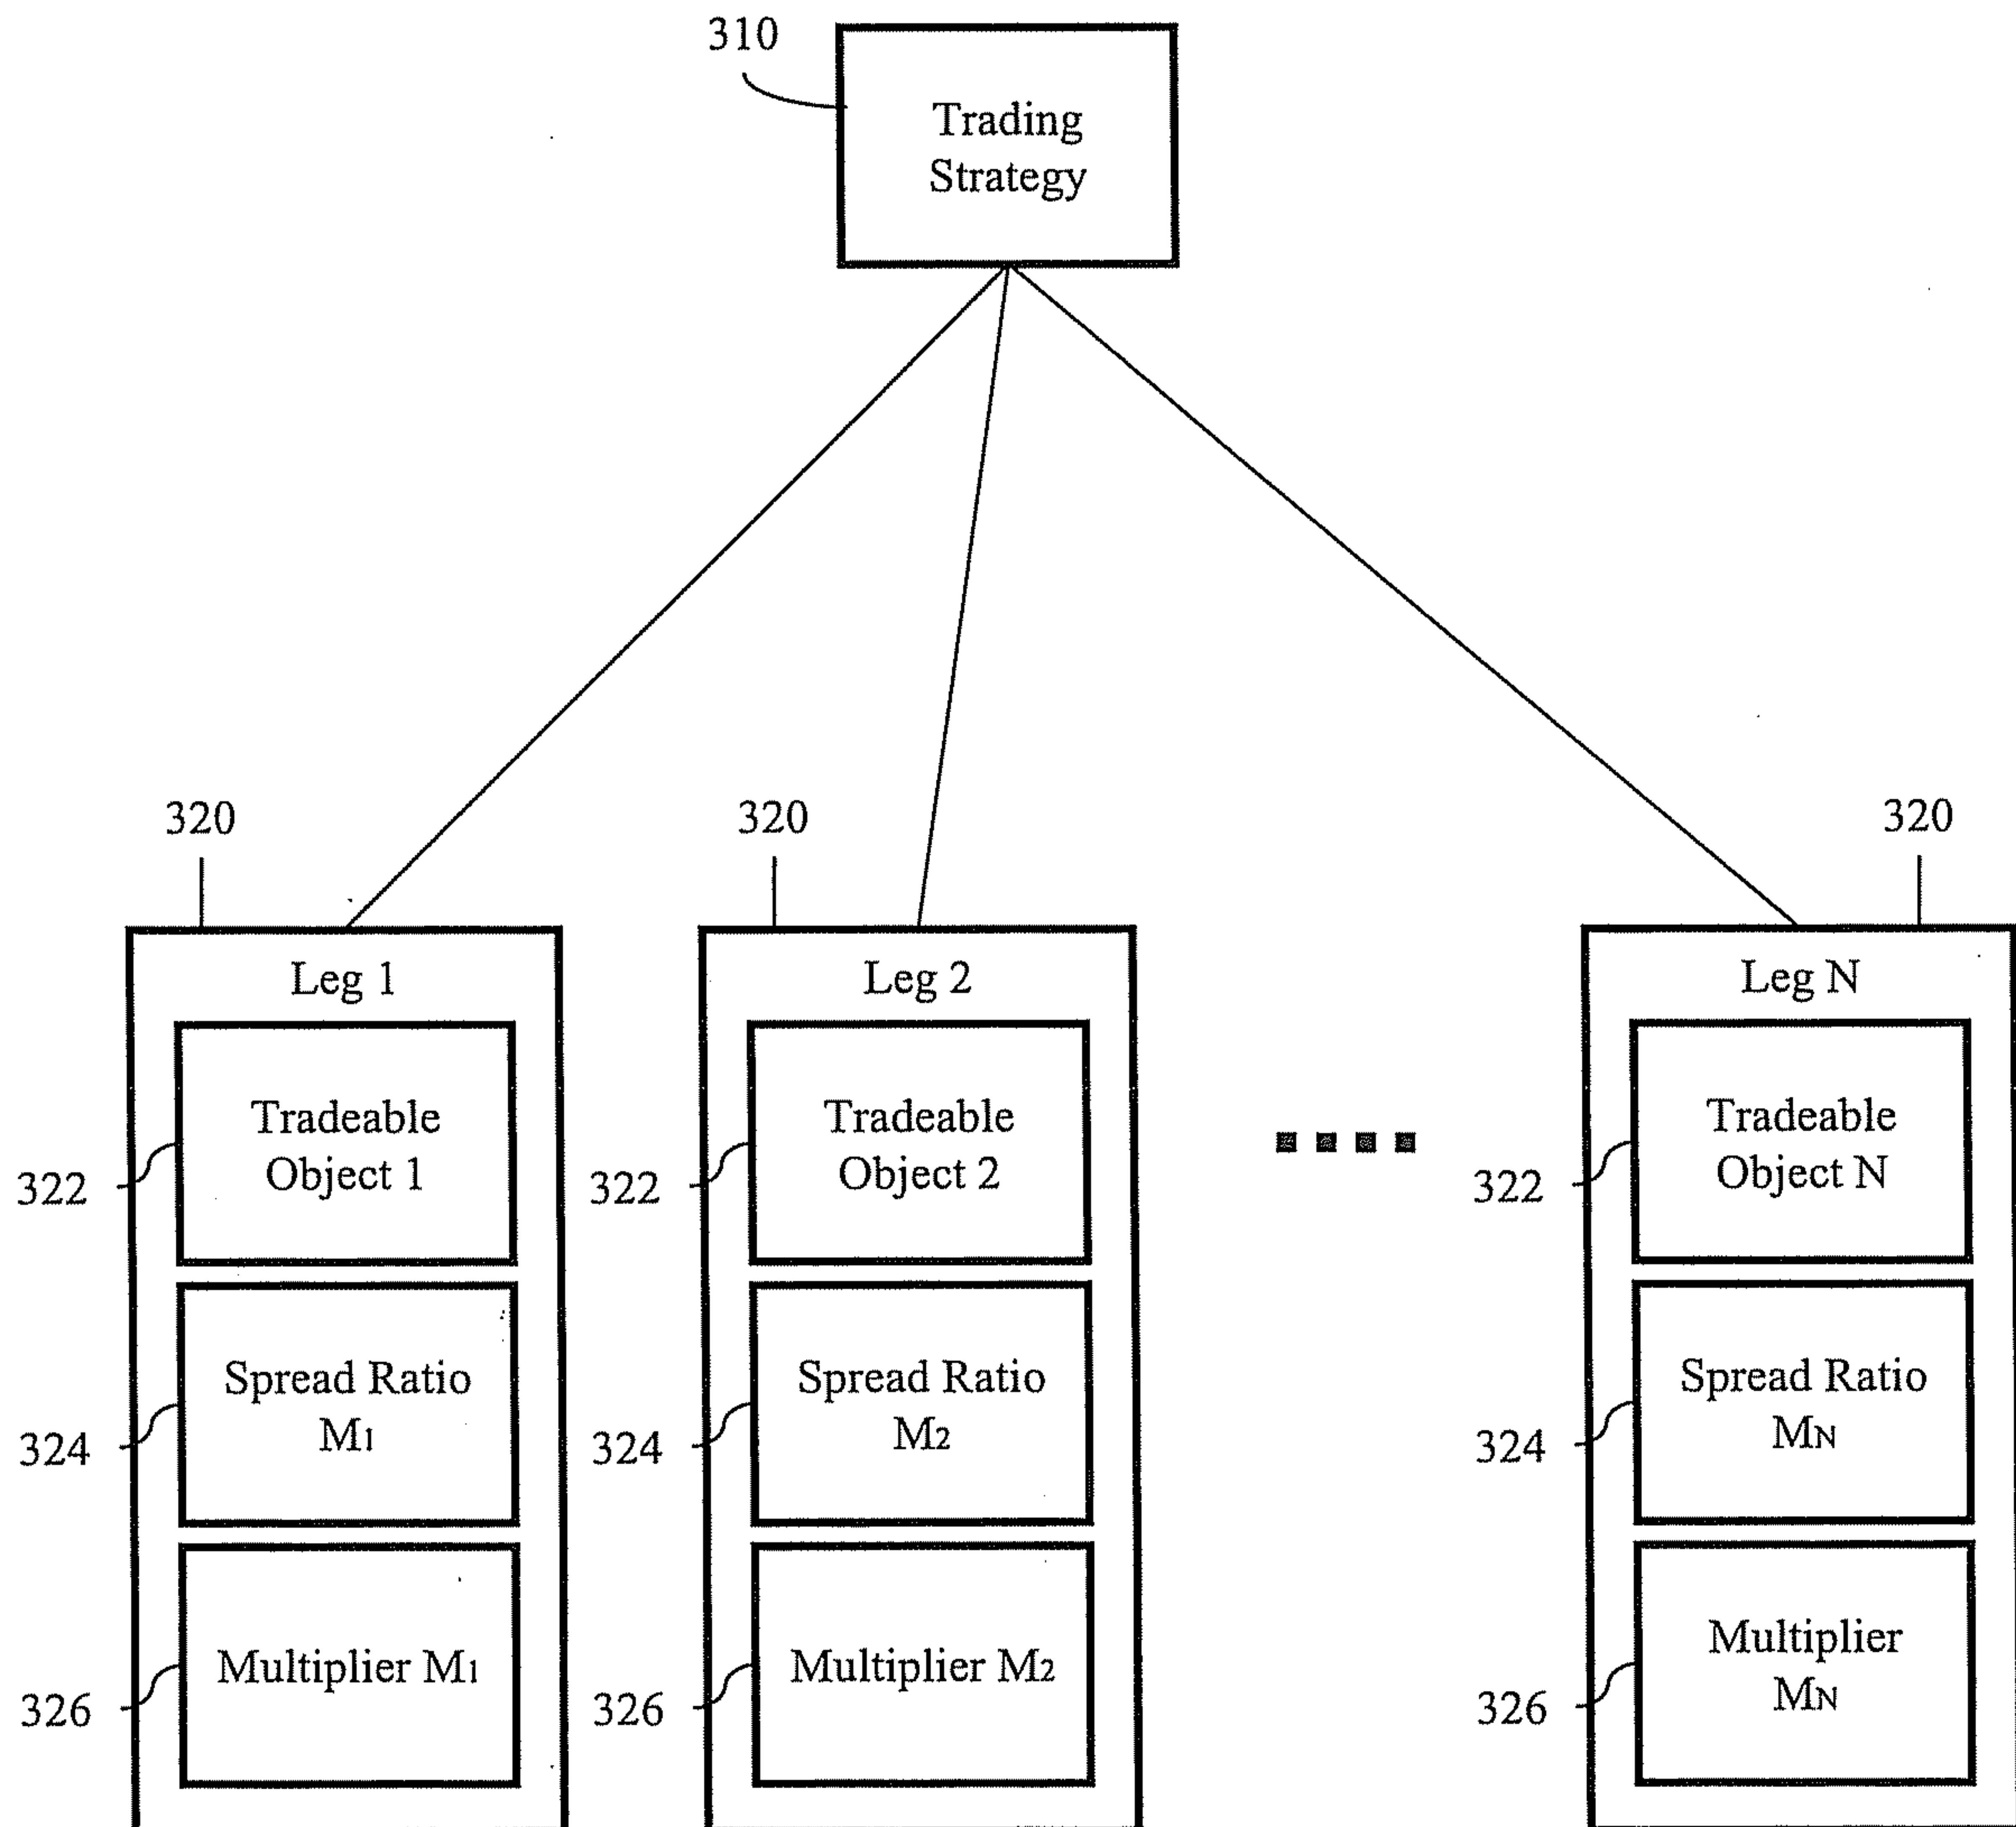 310
Trading
Strategy
320
320
320
Leg 1
Leg 2
Leg N
Tradeable
Object 1
322
Tradeable
Object 2
322
Tradeable
Object N
322
Spread Ratio
M1
324
Spread Ratio
M2
324
Spread Ratio
MN
324
Multiplier M1
326
Multiplier M2
326
Multiplier
MN
326